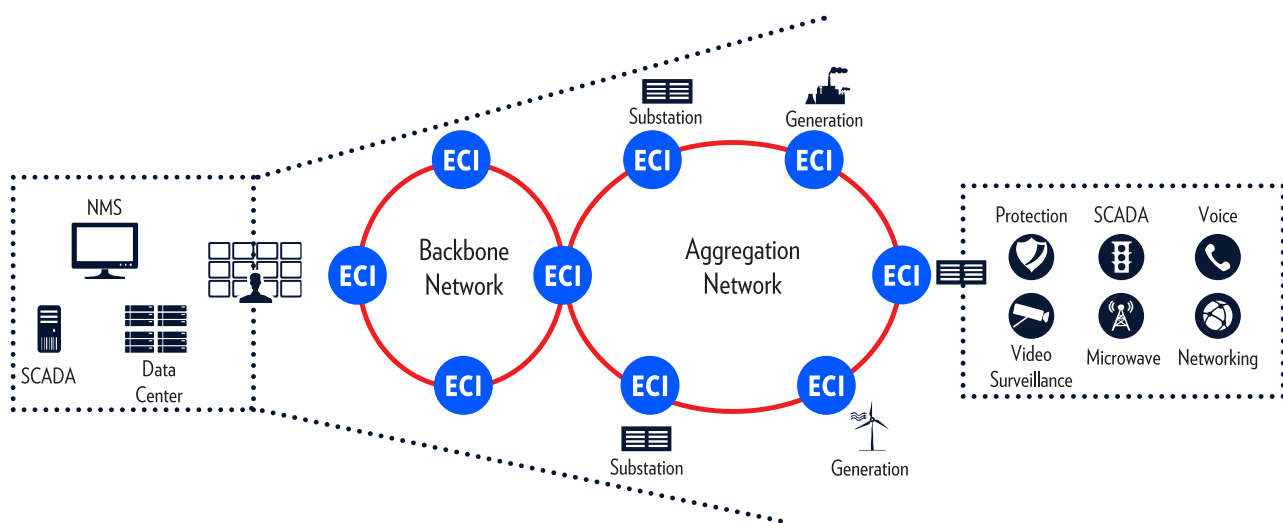 Substation
Generation
ECI
ECI
ECI
NMS
Protection
SCADA
Voice
Backbone
Network
Aggregation
Network
ECI
ECI
ECI
SCADA
Data
Center
Video
Surveillance
Microwave
Networking
ECI
ECI
ECI
Substation
Generation